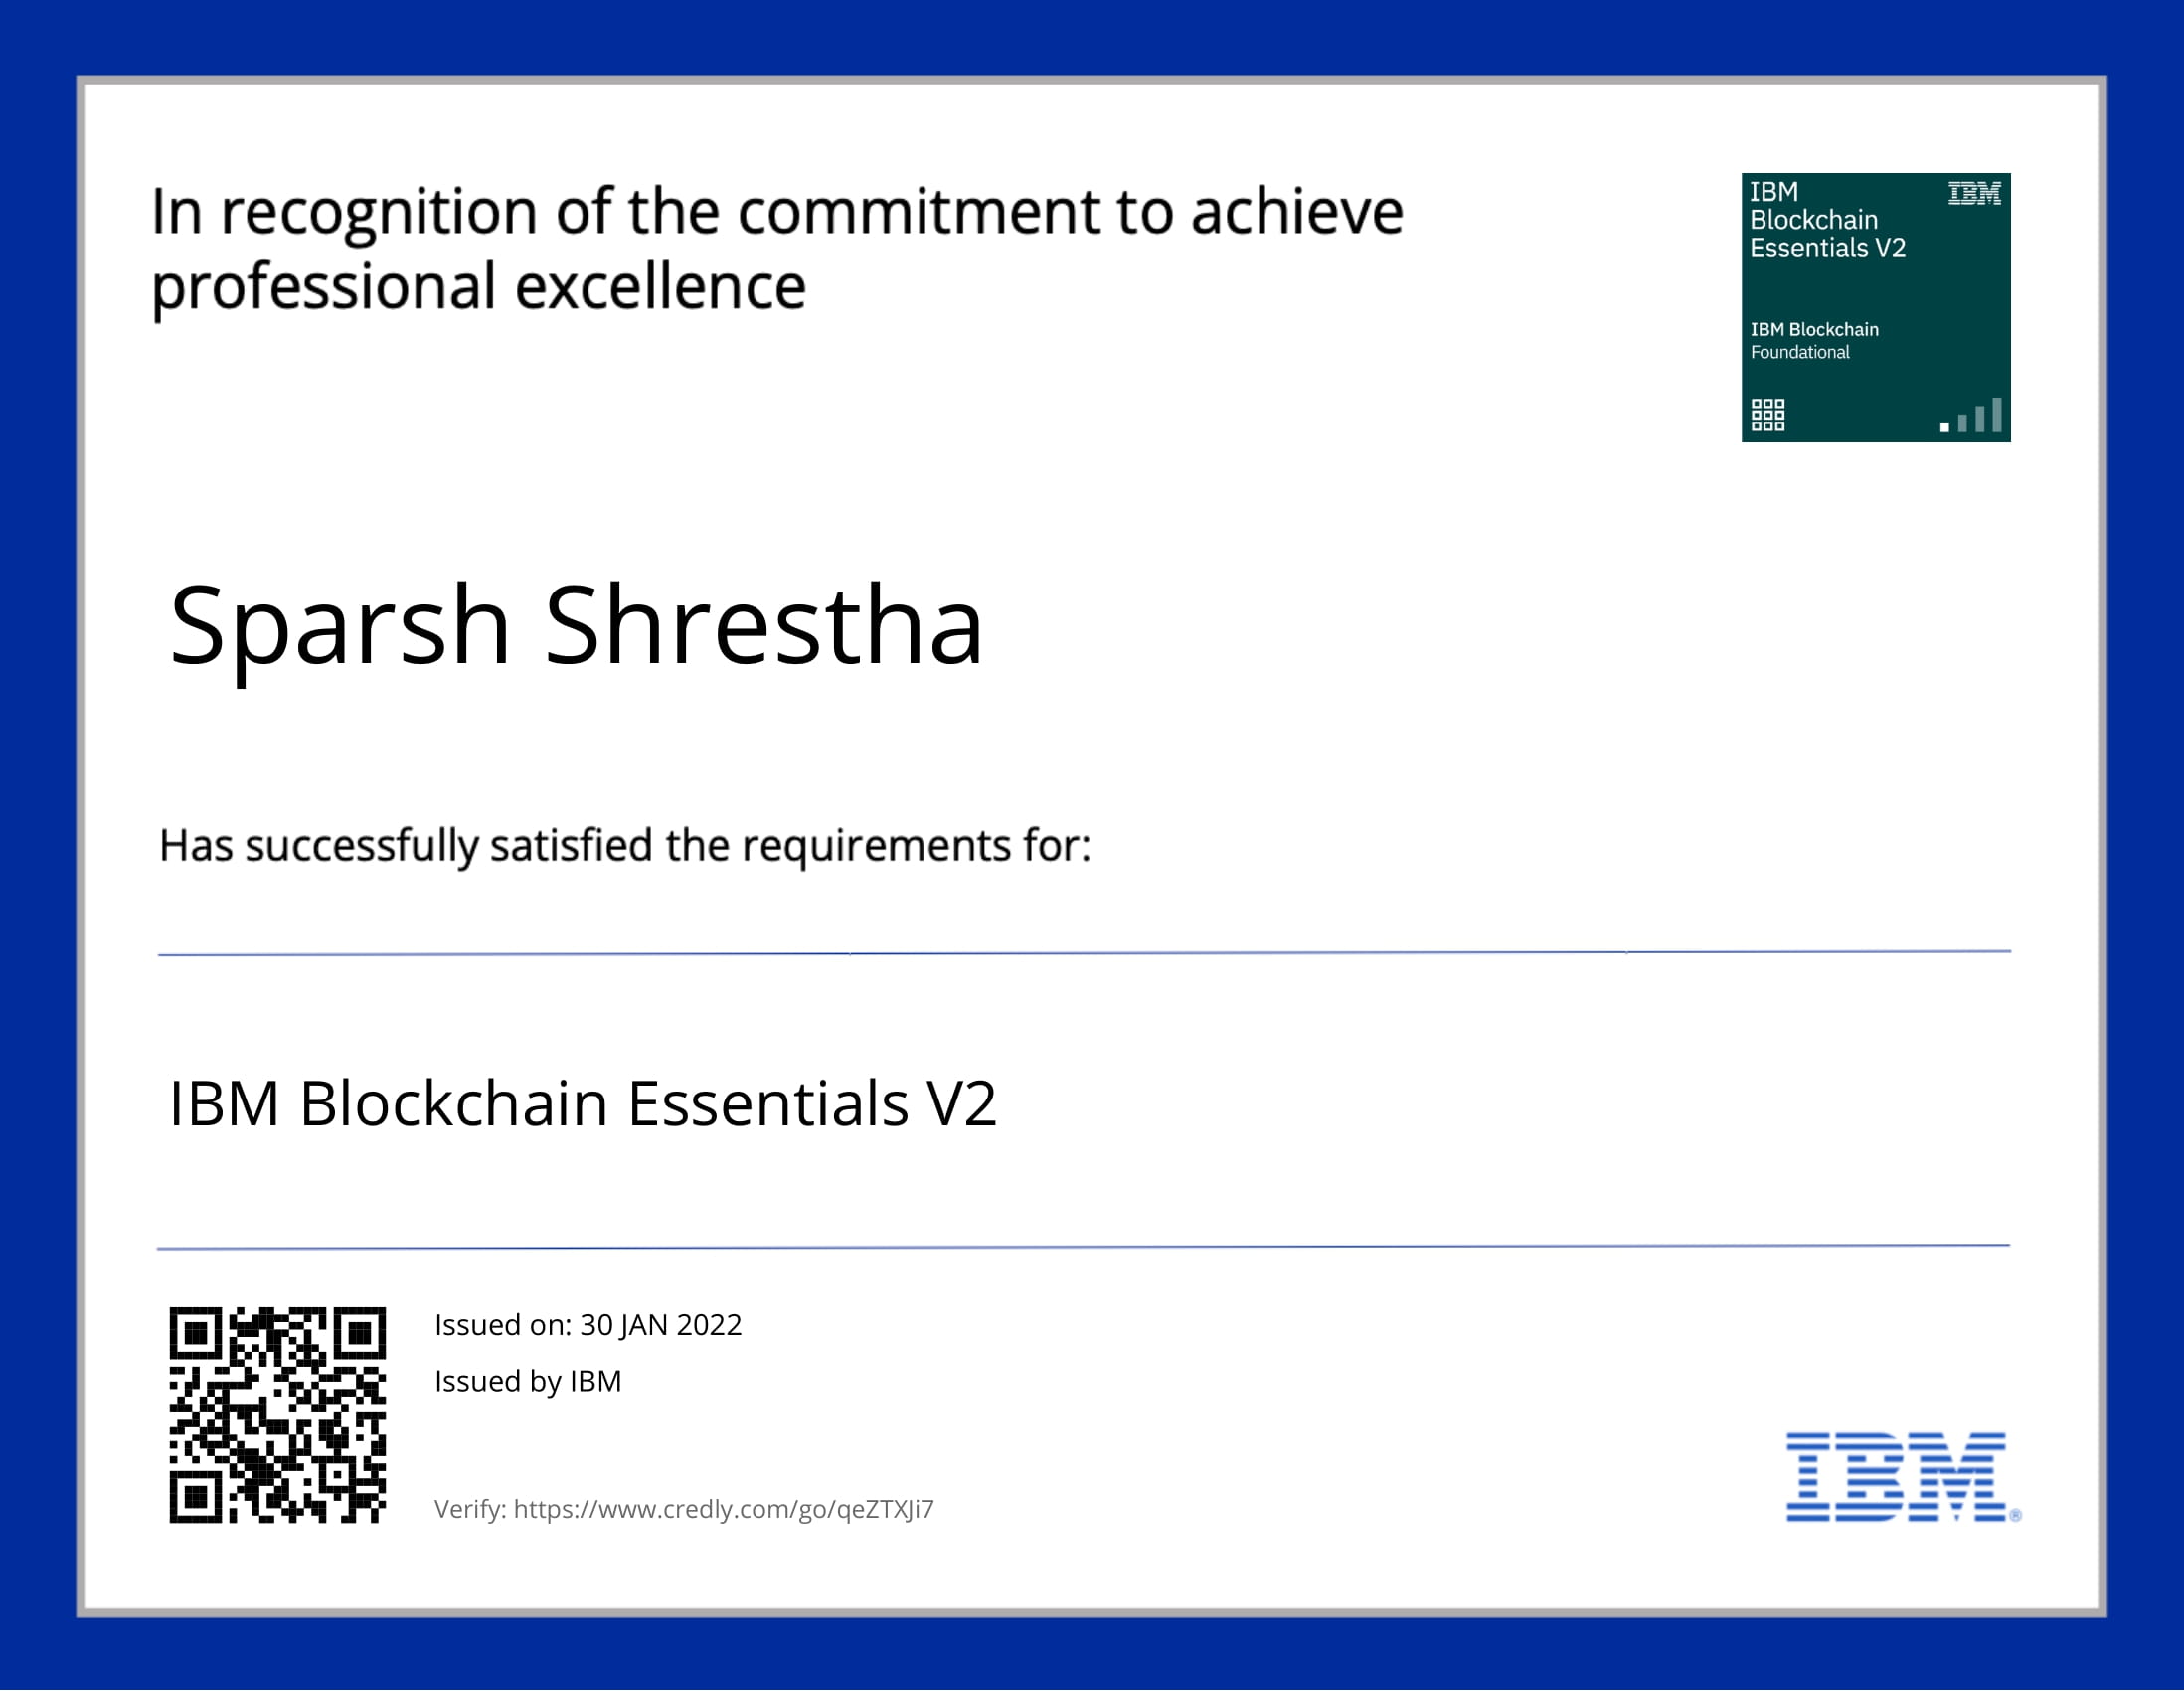 In recognition of the commitment to achieve
professional excellence
IBM
Blockchain
Essentials V2
IBM
IBM Blockchain
Foundational
Sparsh Shrestha
Has successfully satisfied the requirements for:
IBM Blockchain Essentials V2
Issued on: 30 JAN 2022
Issued by IBM
Verify: https://www.credly.com/go/qeZTXJi7
IBM®